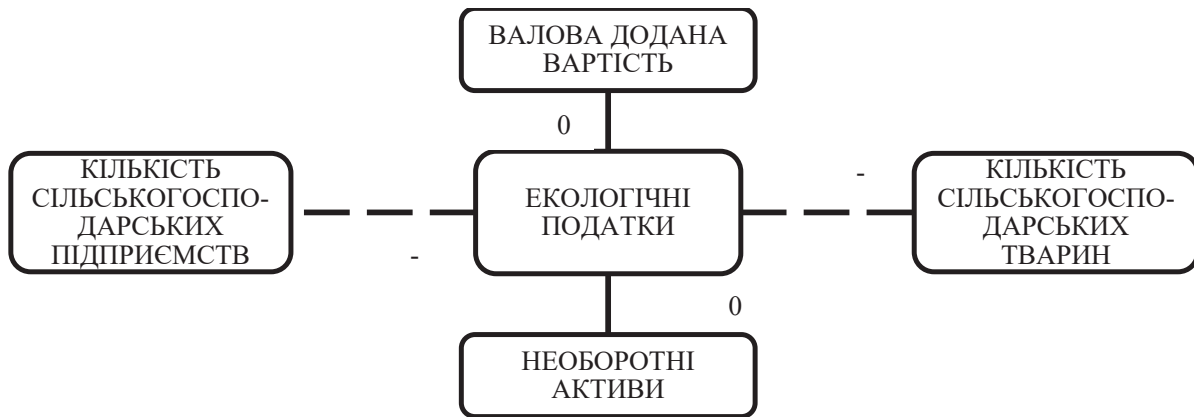 ВАЛОВА ДОДАНА
ВАРТІСТЬ
0
КІЛЬКІСТЬ
СІЛЬСЬКОГОСПО-
ДАРСЬКИХ
ПІДПРИЄМСТВ
-
ЕКОЛОГІЧНІ
ПОДАТКИ
-
КІЛЬКІСТЬ
СІЛЬСЬКОГОСПО-
ДАРСЬКИХ
ТВАРИН
0
НЕОБОРОТНІ
АКТИВИ